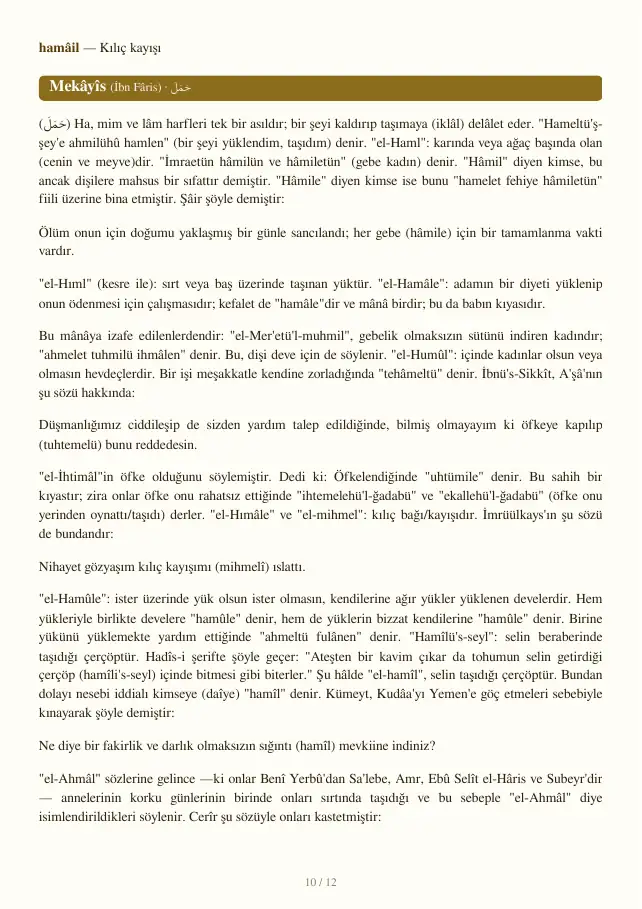 hamâil — Kılıç kayışı
Mekâyîs (İbn Fâris) · حَمَلَ
(حَمَلَ) Ha, mim ve lâm harfleri tek bir asıldır; bir şeyi kaldırıp taşımaya (iklâl) delâlet eder. "Hameltü'ş-
şey'e ahmilühû hamlen" (bir şeyi yüklendim, taşıdım) denir. "el-Haml": karında veya ağaç başında olan
(cenin ve meyve)dir. "İmraetün hâmilün ve hâmiletün" (gebe kadın) denir. "Hâmil" diyen kimse, bu
ancak dişilere mahsus bir sıfattır demiştir. "Hâmile" diyen kimse ise bunu "hamelet fehiye hâmiletün"
fiili üzerine bina etmiştir. Şâir şöyle demiştir:
Ölüm onun için doğumu yaklaşmış bir günle sancılandı; her gebe (hâmile) için bir tamamlanma vakti
vardır.
"el-Hıml" (kesre ile): sırt veya baş üzerinde taşınan yüktür. "el-Hamâle": adamın bir diyeti yüklenip
onun ödenmesi için çalışmasıdır; kefalet de "hamâle"dir ve mânâ birdir; bu da babın kıyasıdır.
Bu mânâya izafe edilenlerdendir: "el-Mer'etü'l-muhmil", gebelik olmaksızın sütünü indiren kadındır;
"ahmelet tuhmilü ihmâlen" denir. Bu, dişi deve için de söylenir. "el-Humûl": içinde kadınlar olsun veya
olmasın hevdeçlerdir. Bir işi meşakkatle kendine zorladığında "tehâmeltü" denir. İbnü's-Sikkît, A'şâ'nın
şu sözü hakkında:
Düşmanlığımız ciddileşip de sizden yardım talep edildiğinde, bilmiş olmayayım ki öfkeye kapılıp
(tuhtemelü) bunu reddedesin.
"el-İhtimâl"in öfke olduğunu söylemiştir. Dedi ki: Öfkelendiğinde "uhtümile" denir. Bu sahih bir
kıyastır; zira onlar öfke onu rahatsız ettiğinde "ihtemelehü'l-ğadabü" ve "ekallehü'l-ğadabü" (öfke onu
yerinden oynattı/taşıdı) derler. "el-Hımâle" ve "el-mihmel": kılıç bağı/kayışıdır. İmrüülkays'ın şu sözü
de bundandır:
Nihayet gözyaşım kılıç kayışımı (mihmelî) ıslattı.
"el-Hamûle": ister üzerinde yük olsun ister olmasın, kendilerine ağır yükler yüklenen develerdir. Hem
yükleriyle birlikte develere "hamûle" denir, hem de yüklerin bizzat kendilerine "hamûle" denir. Birine
yükünü yüklemekte yardım ettiğinde "ahmeltü fulânen" denir. "Hamîlü's-seyl": selin beraberinde
taşıdığı çerçöptür. Hadîs-i şerifte şöyle geçer: "Ateşten bir kavim çıkar da tohumun selin getirdiği
çerçöp (hamîli's-seyl) içinde bitmesi gibi biterler." Şu hâlde "el-hamîl", selin taşıdığı çerçöptür. Bundan
dolayı nesebi iddialı kimseye (daîye) "hamîl" denir. Kümeyt, Kudâa'yı Yemen'e göç etmeleri sebebiyle
kınayarak şöyle demiştir:
Ne diye bir fakirlik ve darlık olmaksızın sığıntı (hamîl) mevkiine indiniz?
"el-Ahmâl" sözlerine gelince —ki onlar Benî Yerbû'dan Sa'lebe, Amr, Ebû Selît el-Hâris ve Subeyr'dir
— annelerinin korku günlerinin birinde onları sırtında taşıdığı ve bu sebeple "el-Ahmâl" diye
isimlendirildikleri söylenir. Cerîr şu sözüyle onları kastetmiştir:
10 / 12